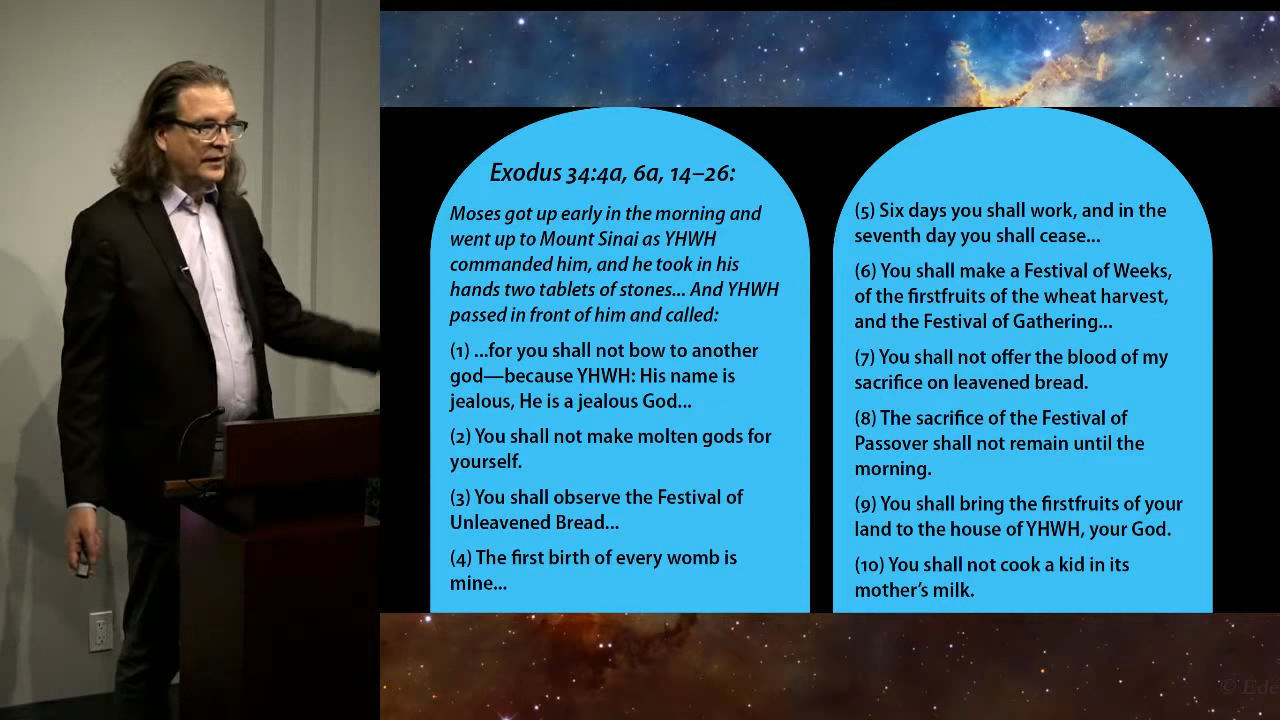 Exodus 34:4a, 6a, 14–26:
Moses got up early in the morning and
went up to Mount Sinai as YHWH
commanded him, and he took in his
hands two tablets of stones... And YHWH
passed in front of him and called:
(1) ...for you shall not bow to another
god—because YHWH: His name is
jealous, He is a jealous God...
(2) You shall not make molten gods for
yourself.
(3) You shall observe the Festival of
Unleavened Bread...
(4) The first birth of every womb is
mine...
(5) Six days you shall work, and in the
seventh day you shall cease...
(6) You shall make a Festival of Weeks,
of the firstfruits of the wheat harvest,
and the Festival of Gathering...
(7) You shall not offer the blood of my
sacrifice on leavened bread.
(8) The sacrifice of the Festival of
Passover shall not remain until the
morning.
(9) You shall bring the firstfruits of your
land to the house of YHWH, your God.
(10) You shall not cook a kid in its
mother's milk.